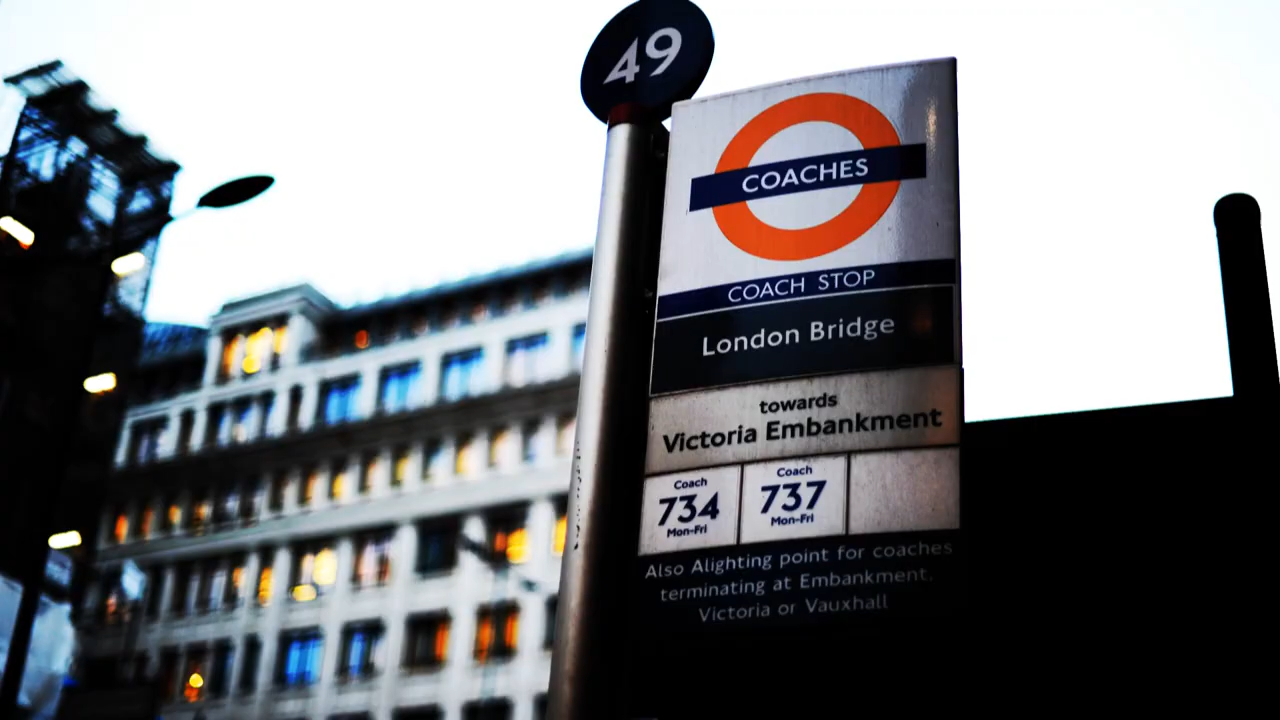 49
COACHES
COACH STOP
London Bridge
towards
Victoria Embankment
Coach
734
Mon-Fri
Coach
737
Mon-Fri
Also Alighting point for coaches
terminating at Embankment,
Victoria or Vauxhall